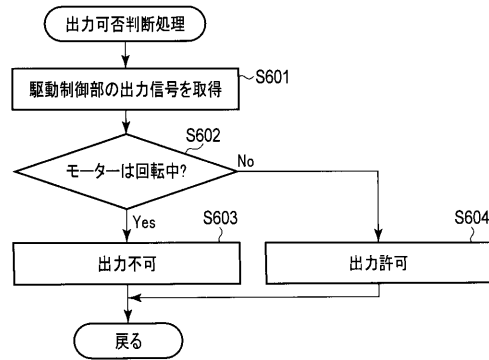 出力可否判断処理
S601
駆動制御部の出力信号を取得
S602
モーターは回転中?
No
Yes
S603
出力不可
S604
出力許可
戻る